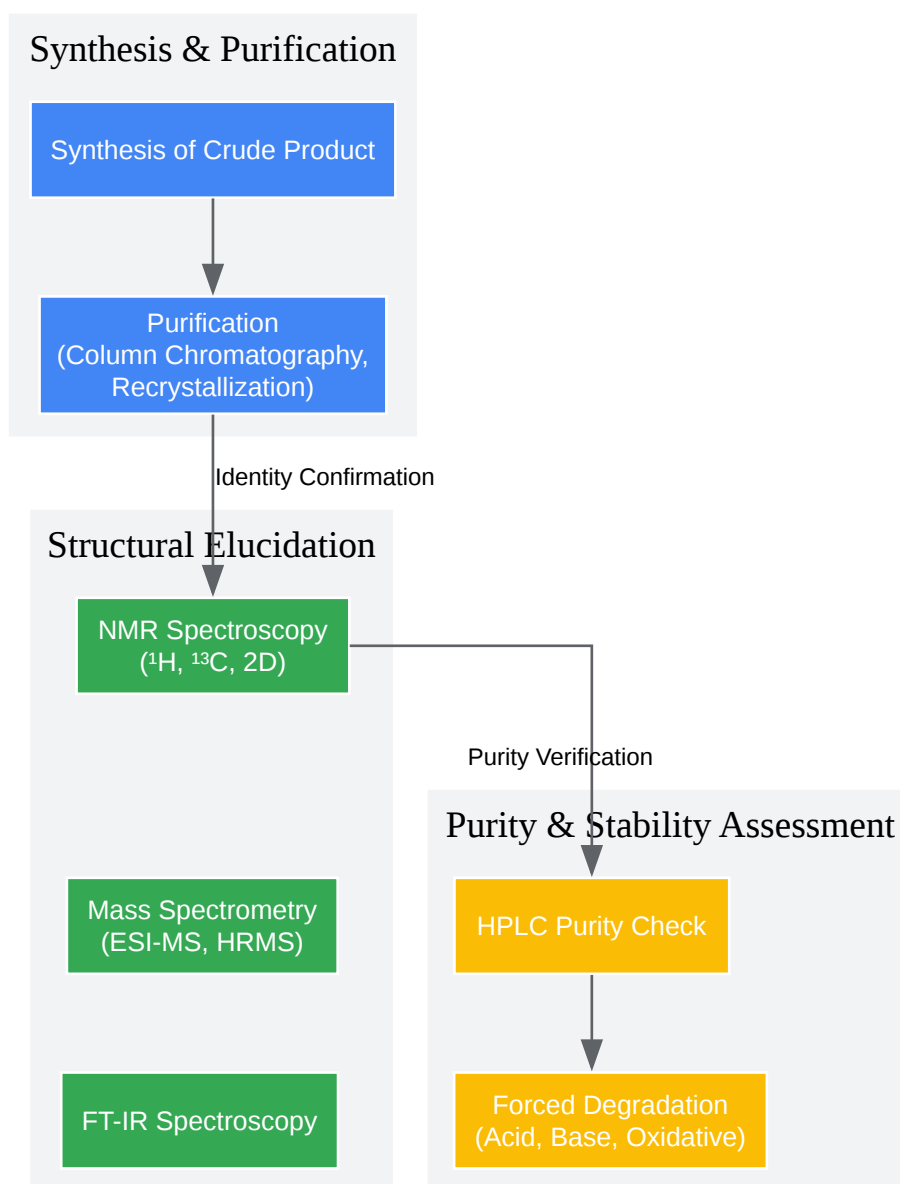 Synthesis & Purification
Synthesis of Crude Product
Purification
(Column Chromatography,
Recrystallization)
Identity Confirmation
Structural Elucidation
NMR Spectroscopy
(¹H, ¹³C, 2D)
Purity Verification
Purity & Stability Assessment
Mass Spectrometry
(ESI-MS, HRMS)
HPLC Purity Check
FT-IR Spectroscopy
Forced Degradation
(Acid, Base, Oxidative)